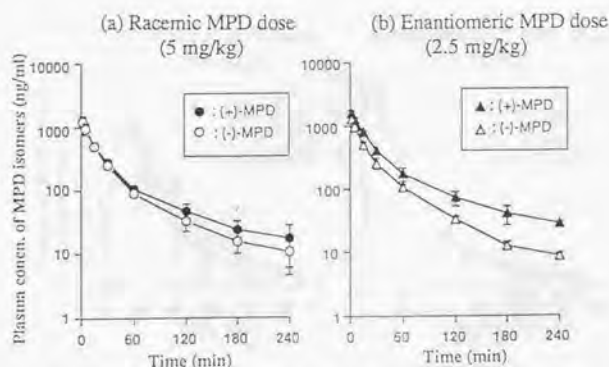 (a) Racemic MPD dose
(5 mg/kg)
(b) Enantiomeric MPD dose
(2.5 mg/kg)
Plasma concen. of MPD isomers (ng/ml)
10000
1000
100
10
1
: (+)-MPD
: (-)-MPD
0 60 120 180 240
Time (min)
10000
1000
100
10
1
: (+)-MPD
: (-)-MPD
0 60 120 180 240
Time (min)